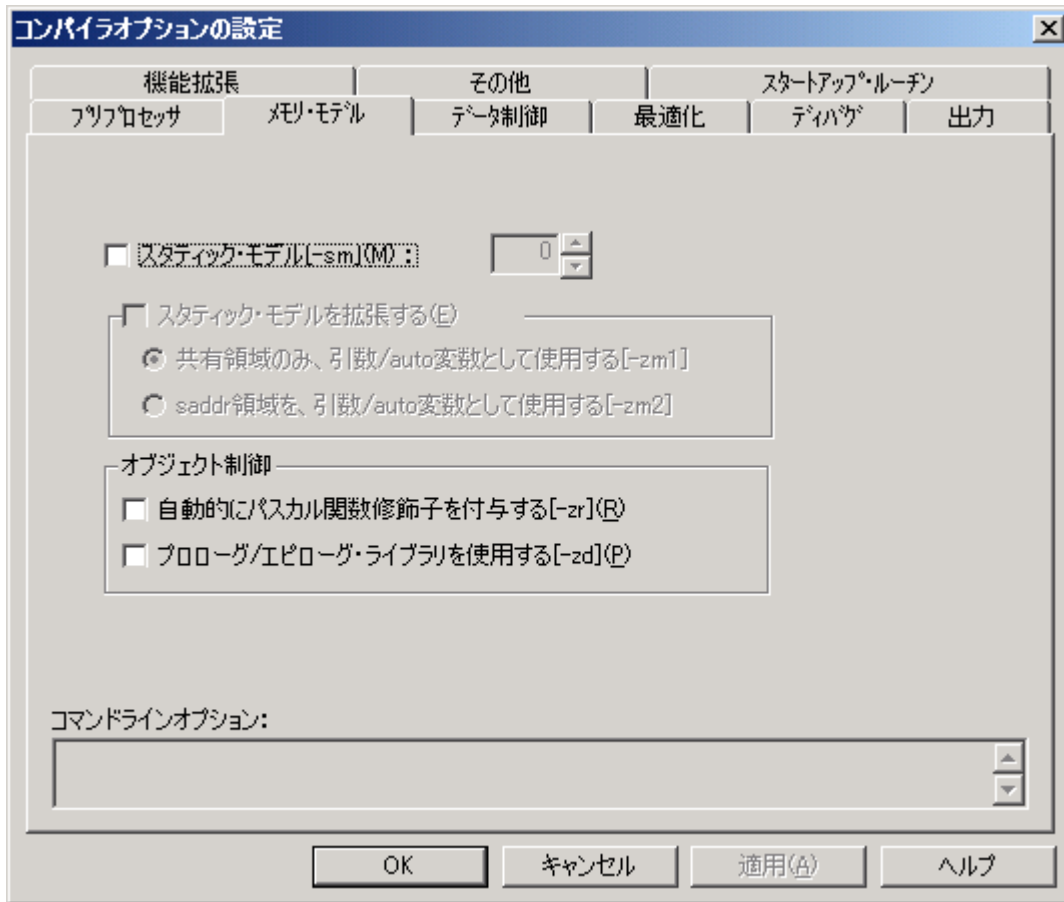 コンパイラオプションの設定
機能拡張 その他 ｽﾀｰﾄｱｯﾌﾟ・ﾙｰﾁﾝ
ﾌﾟﾘﾌﾟﾛｾｯｻ ﾒﾓﾘ・ﾓﾃﾞﾙ ﾃﾞｰﾀ制御 最適化 ﾃﾞｨﾊﾞｸﾞ 出力
スタティック・モデル[-sm](M) : 0
スタティック・モデルを拡張する(E)
共有領域のみ、引数/auto変数として使用する[-zm1]
saddr領域を、引数/auto変数として使用する[-zm2]
オブジェクト制御
自動的にパスカル関数修飾子を付与する[-zr](R)
プロローグ/エピローグ・ライブラリを使用する[-zd](P)
コマンドラインオプション:
OK キャンセル 適用(A) ヘルプ